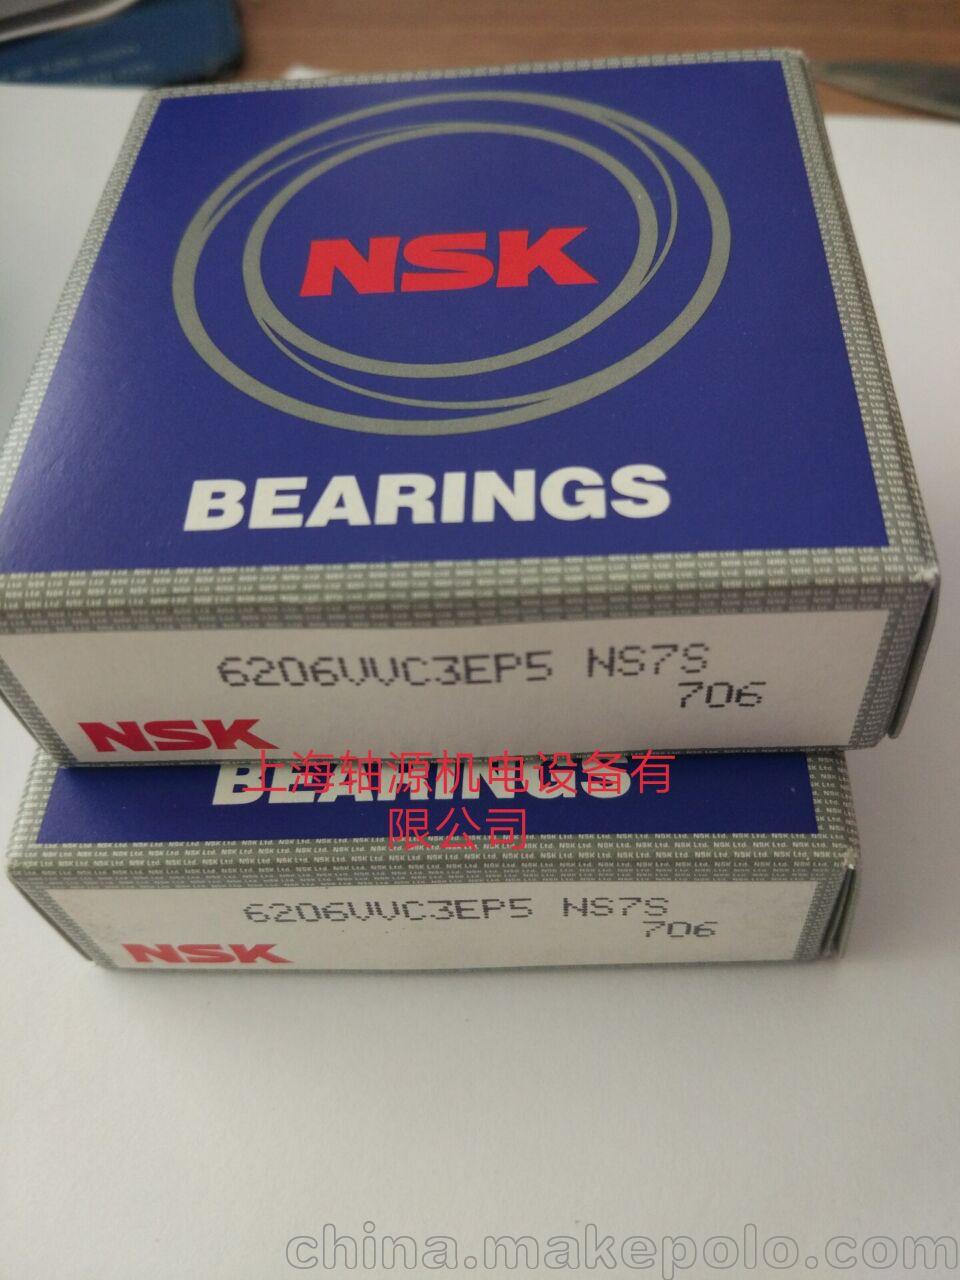 NSK
BEARINGS
6206VVC3EP5 NS7S
706
NSK
BEARINGS
上海轴源机电设备有
限公司
6206VVC3EP5 NS7S
706
NSK
china.makepolo.com